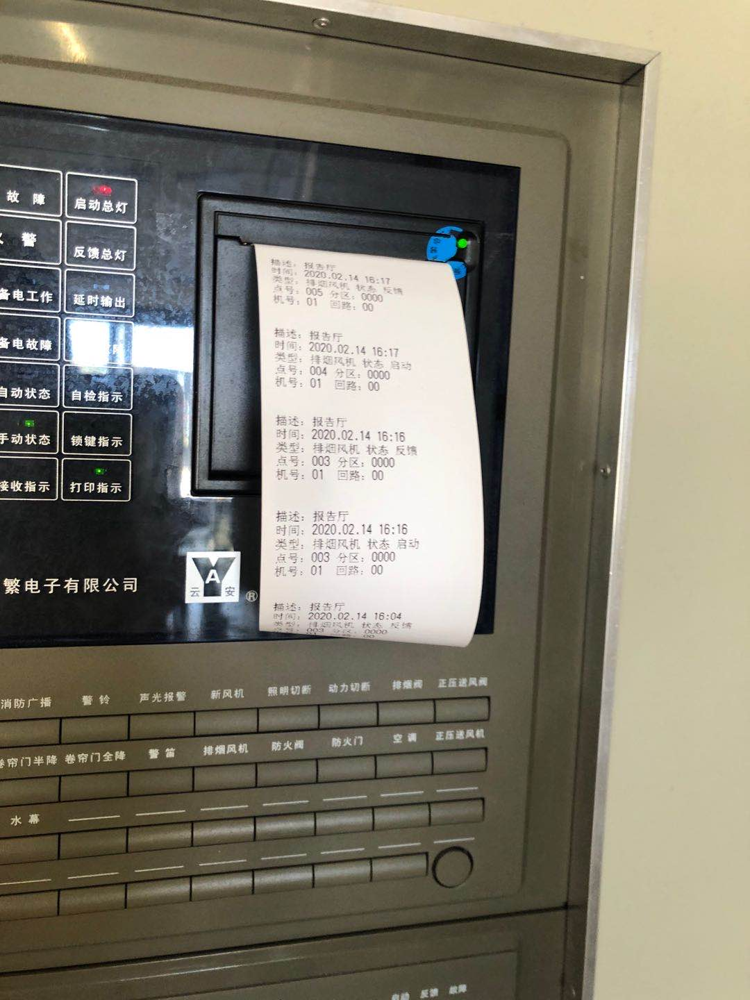 故 障
启动总灯
警
反馈总灯
备电工作
延时输出
备电故障
自动状态
自检指示
手动状态
锁键指示
接收指示
打印指示
繁电子有限公司
A
云 安 ®
描述: 报告厅
时间: 2020.02.14 16:17
类型: 排烟风机 状态 反馈
点号: 005 分区: 0000
机号: 01 回路: 00
描述: 报告厅
时间: 2020.02.14 16:17
类型: 排烟风机 状态 启动
点号: 004 分区: 0000
机号: 01 回路: 00
描述: 报告厅
时间: 2020.02.14 16:16
类型: 排烟风机 状态 反馈
点号: 003 分区: 0000
机号: 01 回路: 00
描述: 报告厅
时间: 2020.02.14 16:16
类型: 排烟风机 状态 启动
点号: 003 分区: 0000
机号: 01 回路: 00
描述: 报告厅
时间: 2020.02.14 16:04
类型: 排烟风机 状态 反馈
点号: 003 分区: 0000
01 回路: 00
消防广播 警 铃 声光报警 新风机 照明切断 动力切断 排烟阀 正压送风阀
卷帘门半降 卷帘门全降 警 笛 排烟风机 防火阀 防火门 空 调 正压送风机
水 幕
启动 反馈 故障